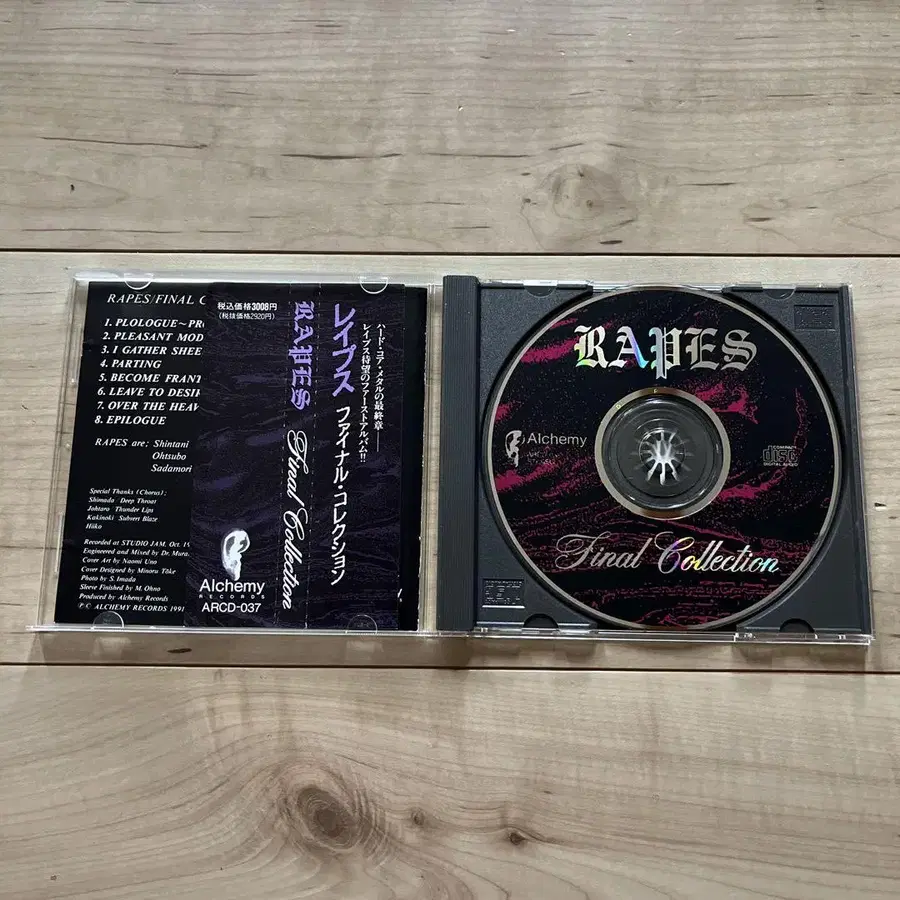 RAPES/FINAL C
1. PLOLOGUE~PRO
2. PLEASANT MOD
3. I GATHER SHEE
4. PARTING
5. BECOME FRANT
6. LEAVE TO DESIR
7. OVER THE HEAV
8. EPILOGUE
RAPES are: Shintani
Ohtsubo
Sadamori
Special Thanks (Chorus);
Shimada Deep Throat
Johtaro Thunder Lips
Kakinoki Subvert Blaze
Hiiko
Recorded at STUDIO JAM, Oct. 19
Engineered and Mixed by Dr. Mura
Cover Art by Naomi Uno
Cover Designed by Minoru Tõke
Photo by S. Imada
Sleeve Finished by M. Ohno
Produced by Alchemy Records
ⓅⒸ ALCHEMY RECORDS 1991
税込価格3008円
(税抜価格2920円)
ハード・コア・メタルの最終章──
レイプス待望のファーストアルバム!!
レイプス ファイナル・コレクション
RAPES Final Collection
Alchemy
RECORDS
ARCD-037
RAPES
Alchemy
COMPACT
disc
DIGITAL AUDIO
Final Collection